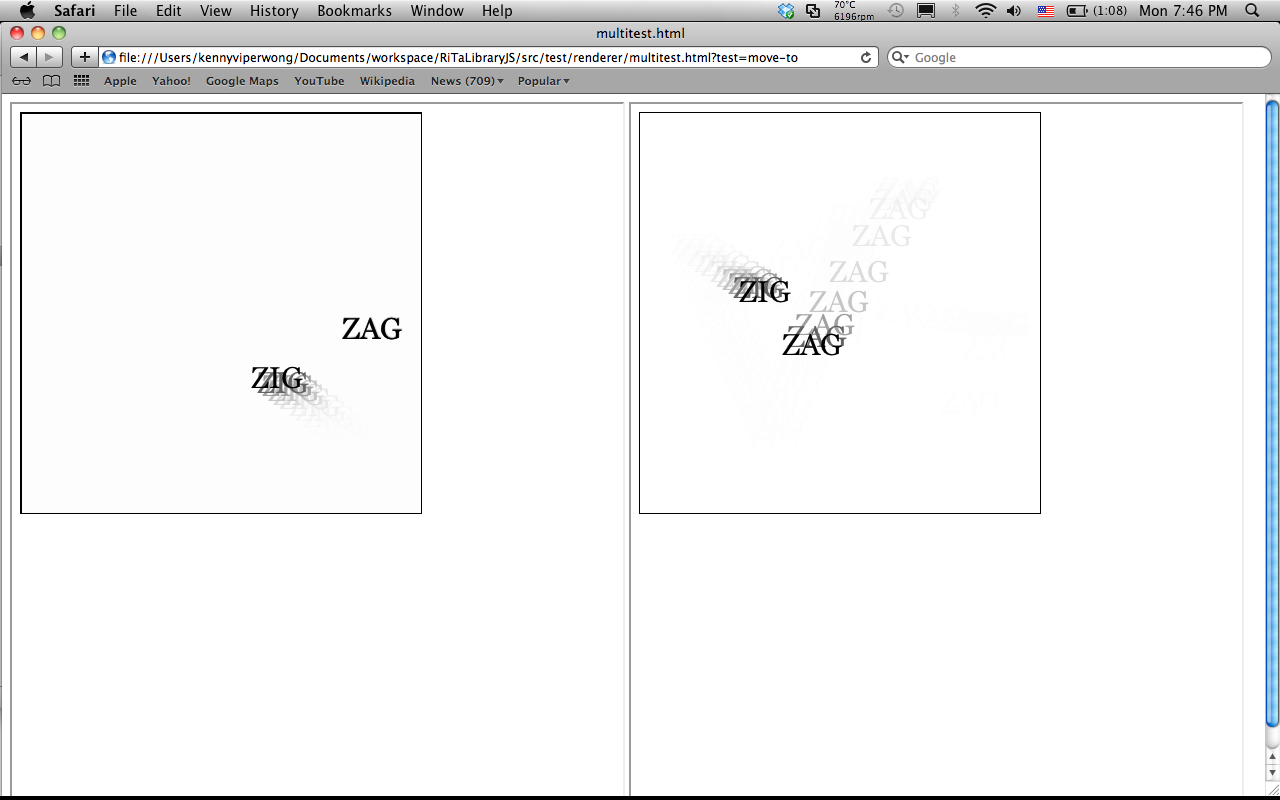 Safari File Edit View History Bookmarks Window Help 70°C 6196rpm (1:08) Mon 7:46 PM
multitest.html
file:///Users/kennyviperwong/Documents/workspace/RiTaLibraryJS/src/test/renderer/multitest.html?test=move-to Google
Apple Yahoo! Google Maps YouTube Wikipedia News (709) Popular
ZAG
ZIG
ZAG
ZAG
ZAG
ZAG
ZIG
ZAG
ZAG
ZAG